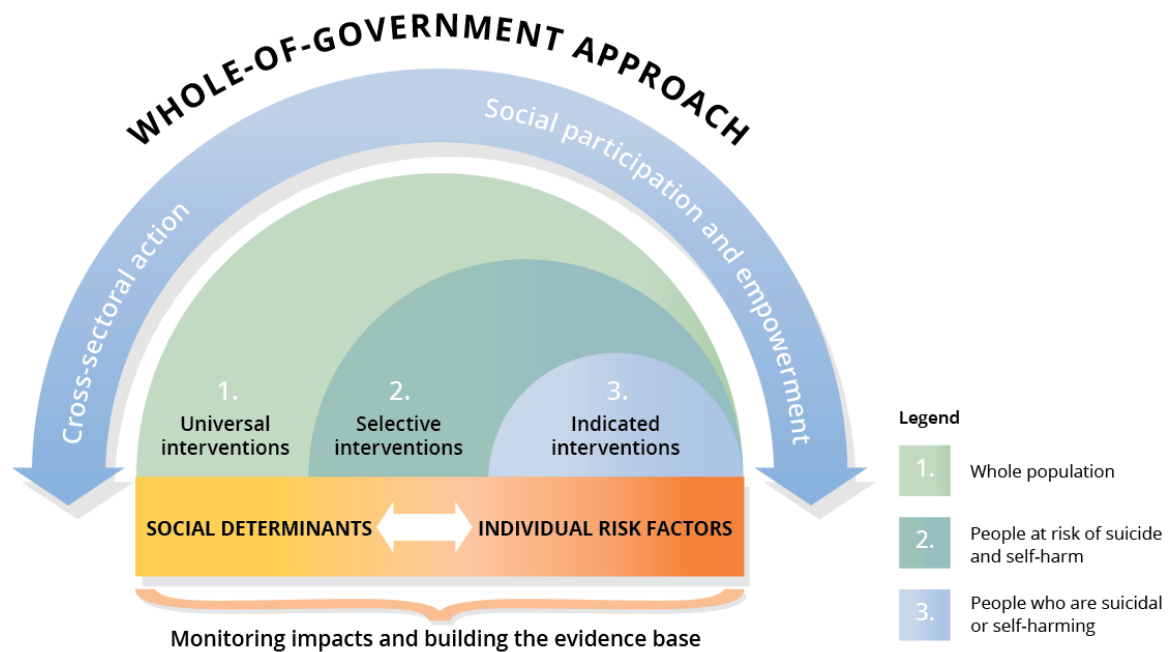 WHOLE-OF-GOVERNMENT APPROACH
Cross-sectoral action
Social participation and empowerment
1.
Universal
interventions
2.
Selective
interventions
3.
Indicated
interventions
SOCIAL DETERMINANTS
INDIVIDUAL RISK FACTORS
Monitoring impacts and building the evidence base
Legend
1.
Whole population
2.
People at risk of suicide
and self-harm
3.
People who are suicidal
or self-harming